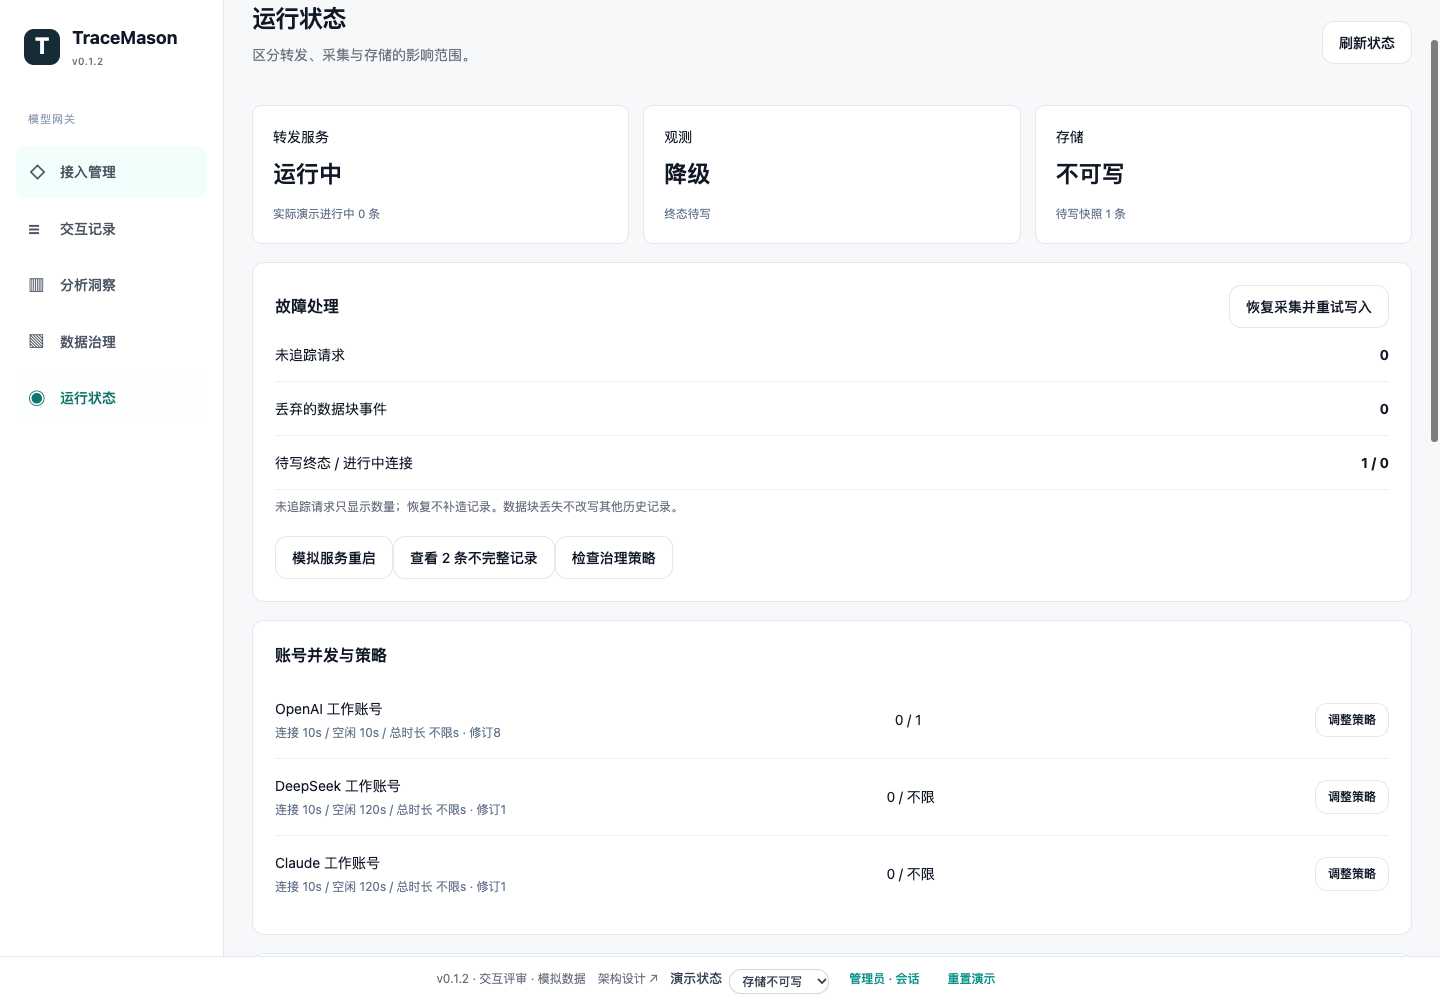 T
TraceMason
v0.1.2
模型网关
接入管理
交互记录
分析洞察
数据治理
运行状态
运行状态
区分转发、采集与存储的影响范围。
刷新状态
转发服务
运行中
实际演示进行中 0 条
观测
降级
终态待写
存储
不可写
待写快照 1 条
故障处理
恢复采集并重试写入
未追踪请求 0
丢弃的数据块事件 0
待写终态 / 进行中连接 1 / 0
未追踪请求只显示数量；恢复不补造记录。数据块丢失不改写其他历史记录。
模拟服务重启 查看 2 条不完整记录 检查治理策略
账号并发与策略
OpenAI 工作账号
连接 10s / 空闲 10s / 总时长 不限s · 修订8
0 / 1
调整策略
DeepSeek 工作账号
连接 10s / 空闲 120s / 总时长 不限s · 修订1
0 / 不限
调整策略
Claude 工作账号
连接 10s / 空闲 120s / 总时长 不限s · 修订1
0 / 不限
调整策略
v0.1.2 · 交互评审 · 模拟数据 架构设计 ↗ 演示状态 存储不可写 管理员 · 会话 重置演示